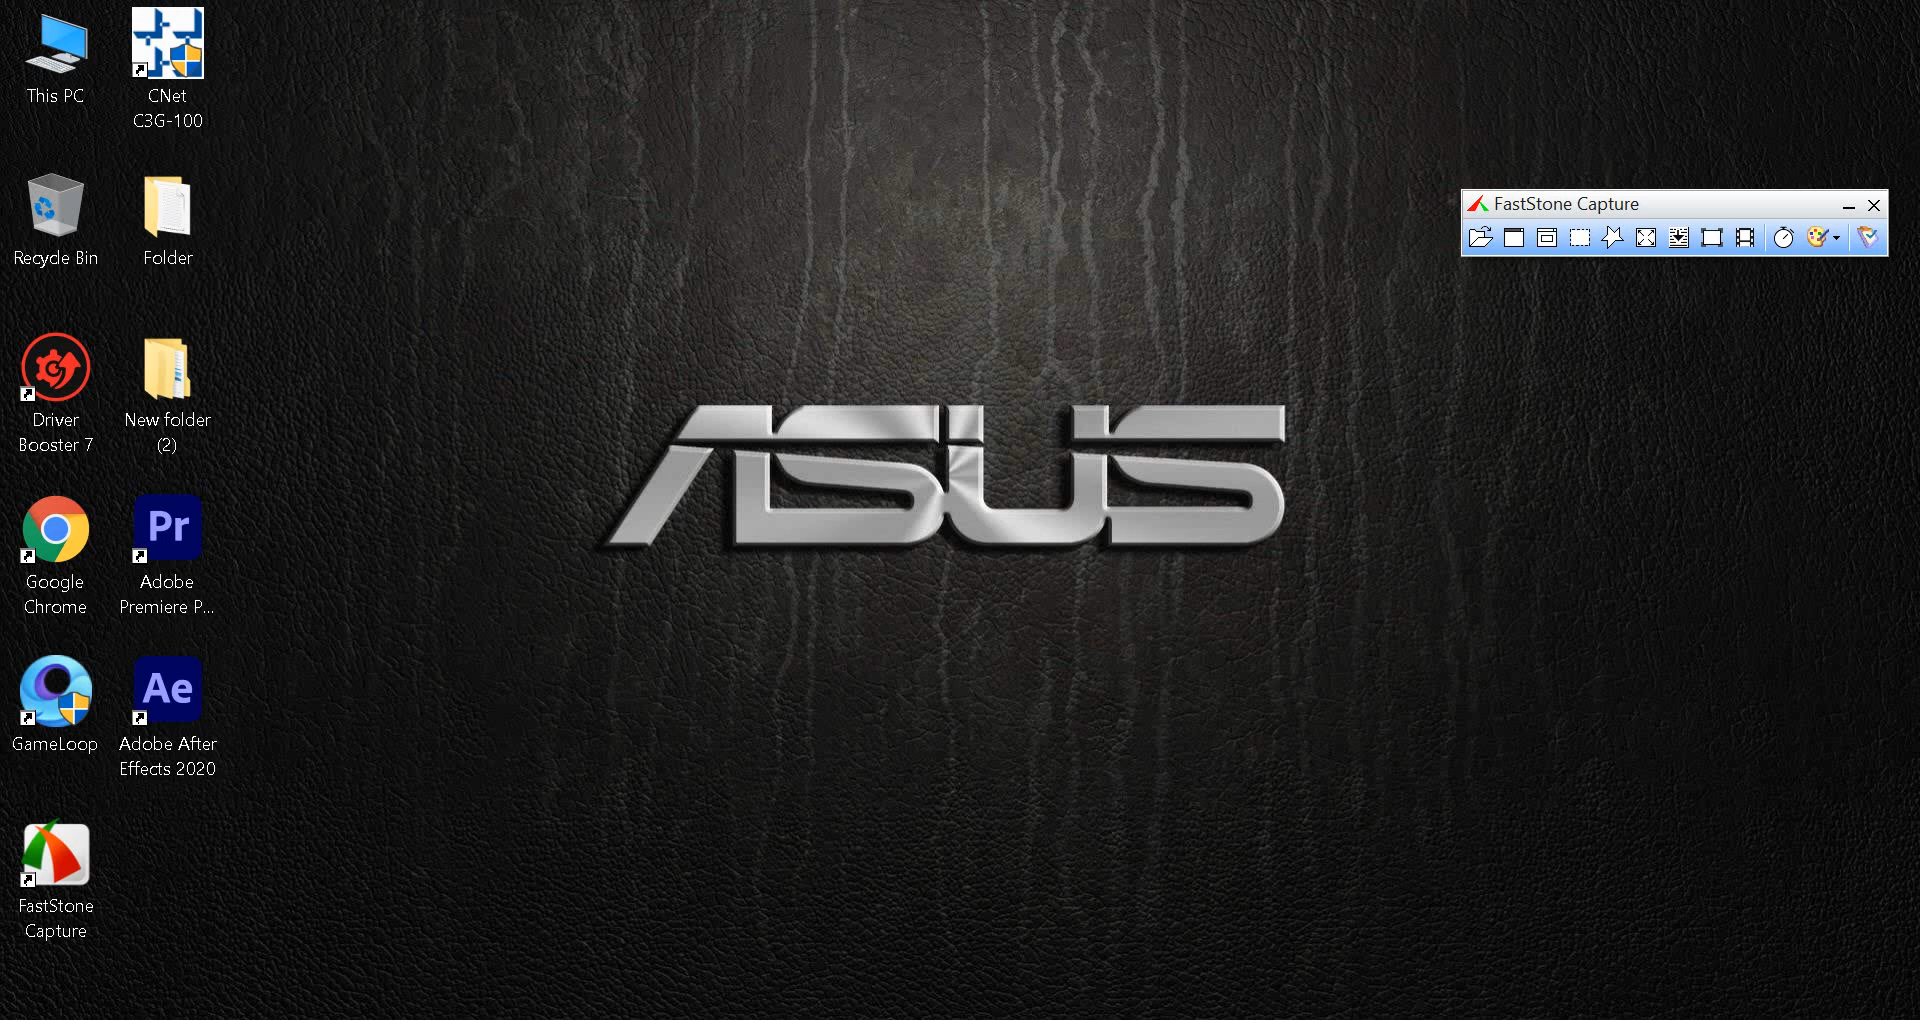 This PC
CNet
C3G-100
Recycle Bin
Folder
Driver
Booster 7
New folder
(2)
Google
Chrome
Pr
Adobe
Premiere P...
GameLoop
Ae
Adobe After
Effects 2020
FastStone
Capture
ASUS
FastStone Capture